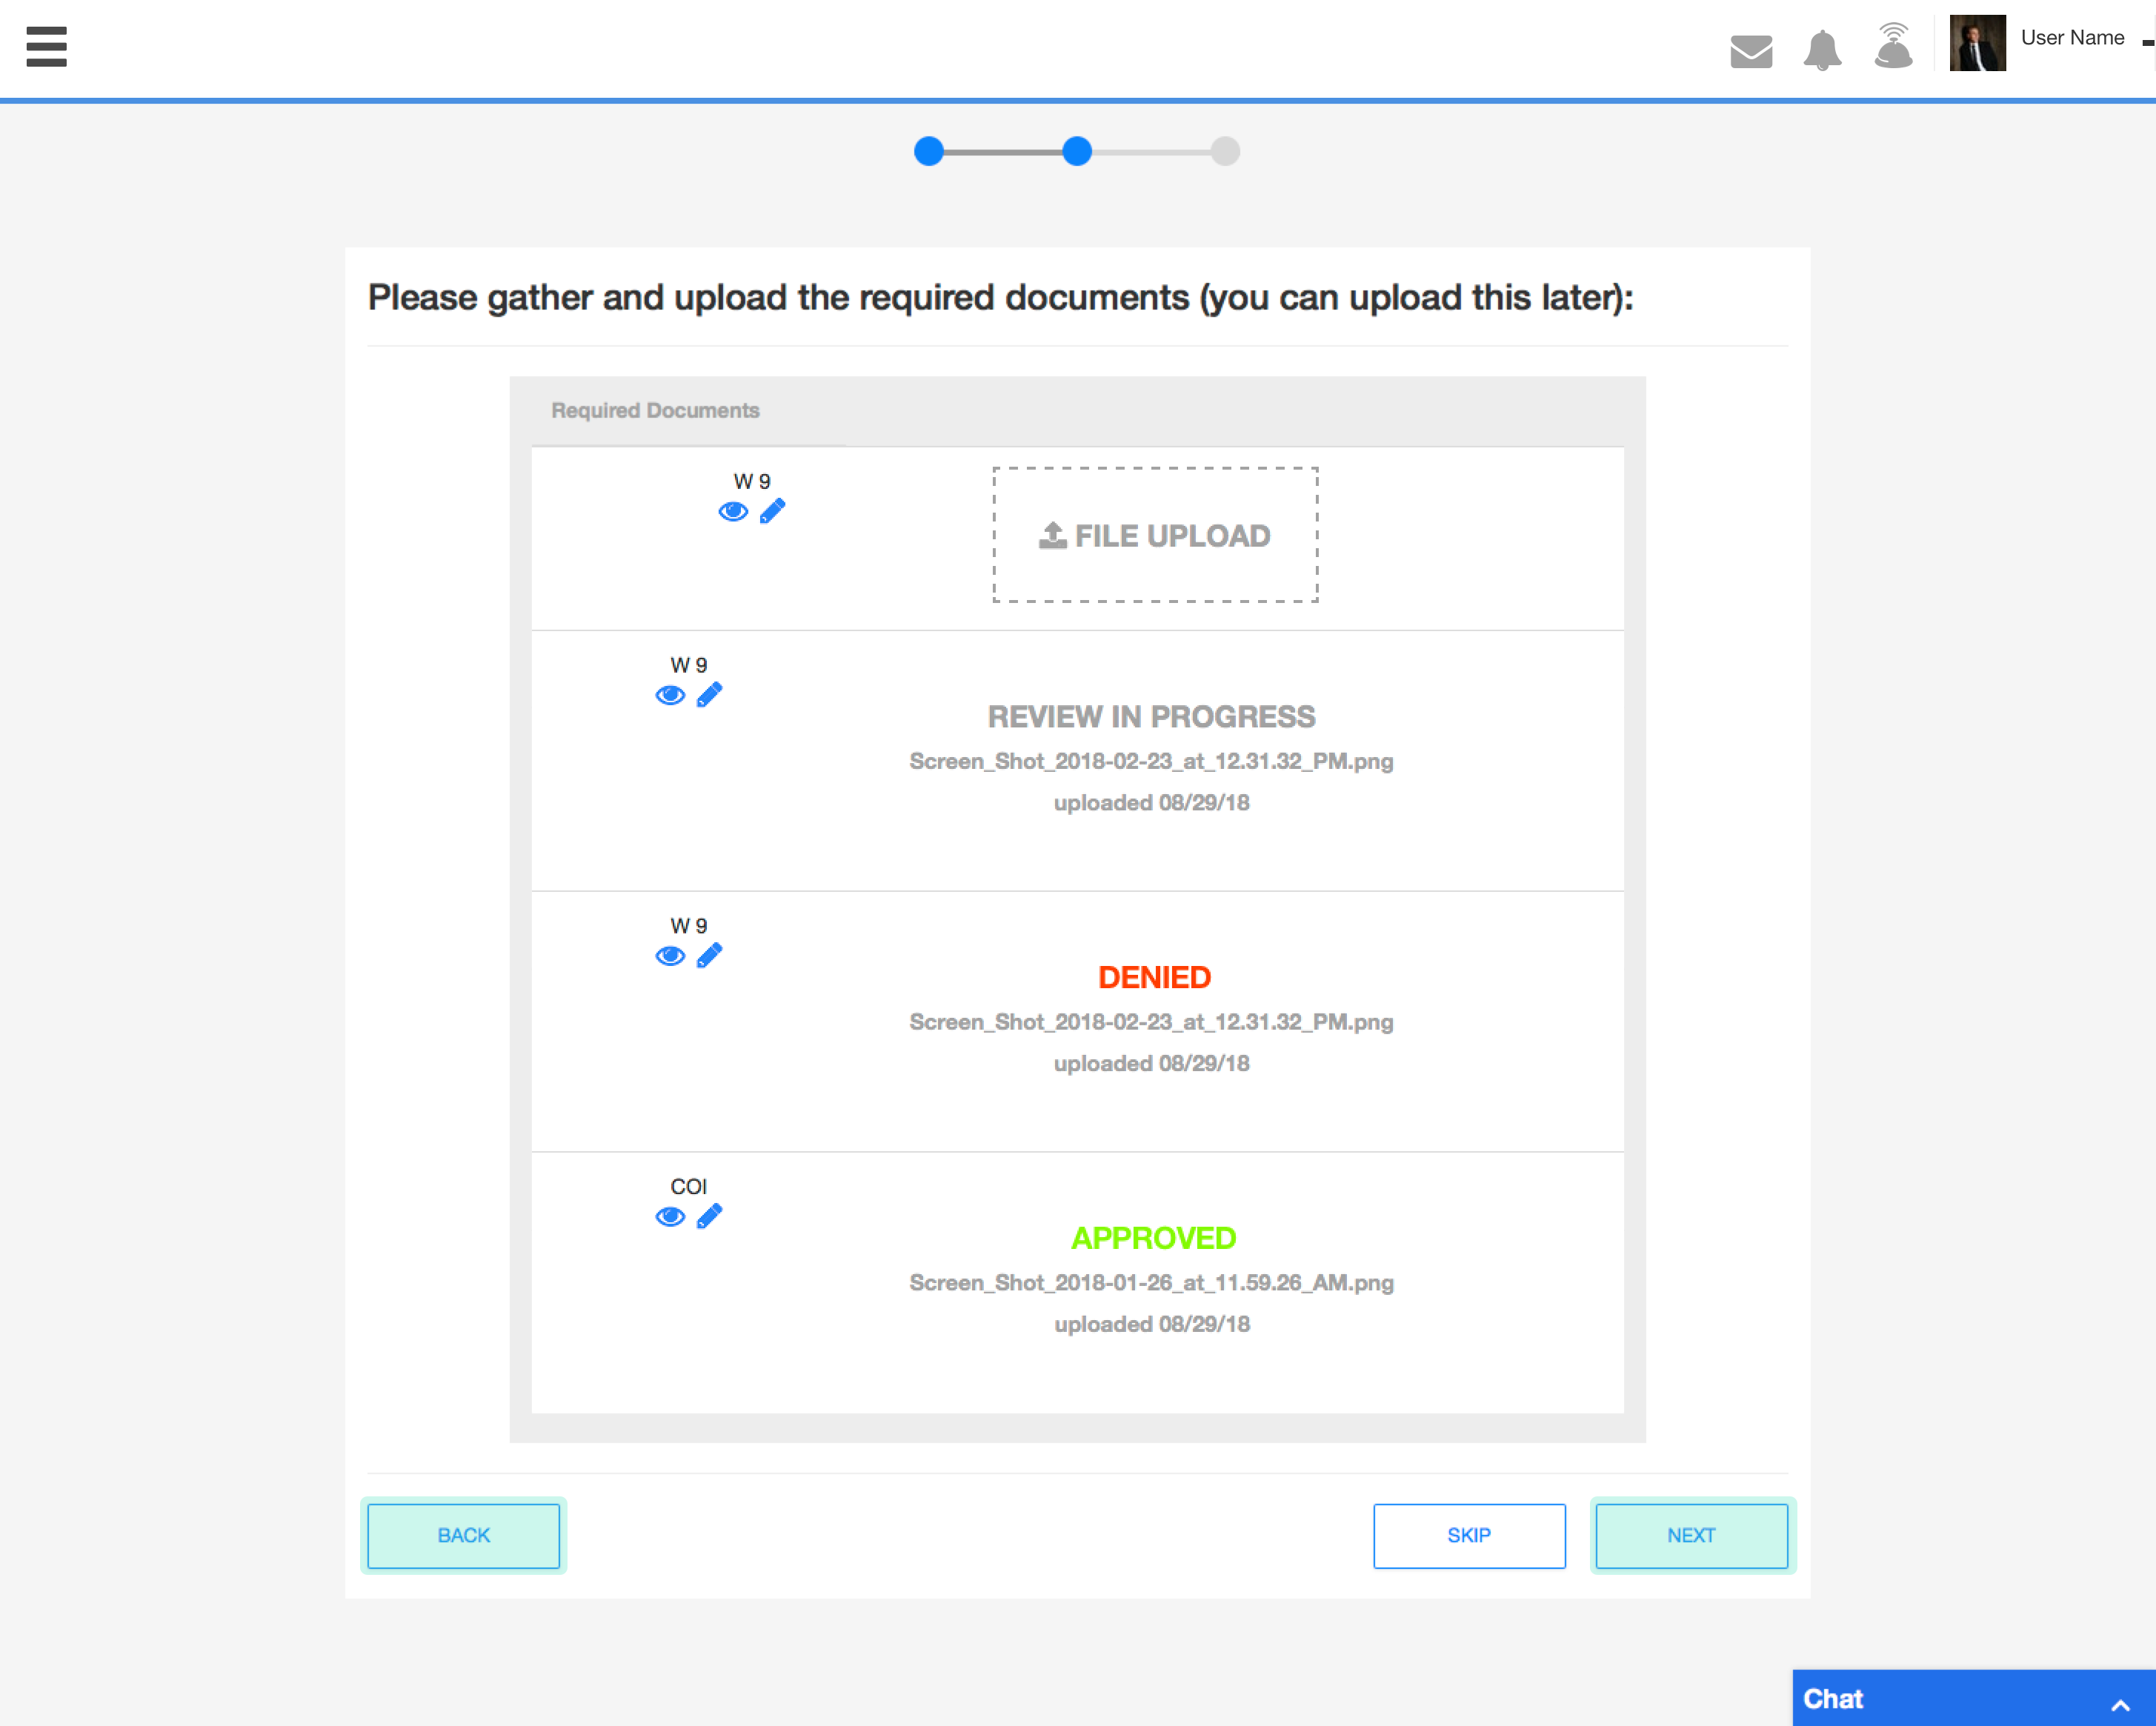 User Name
Please gather and upload the required documents (you can upload this later):
Required Documents
W 9
FILE UPLOAD
W 9
REVIEW IN PROGRESS
Screen_Shot_2018-02-23_at_12.31.32_PM.png
uploaded 08/29/18
W 9
DENIED
Screen_Shot_2018-02-23_at_12.31.32_PM.png
uploaded 08/29/18
COI
APPROVED
Screen_Shot_2018-01-26_at_11.59.26_AM.png
uploaded 08/29/18
BACK
SKIP
NEXT
Chat